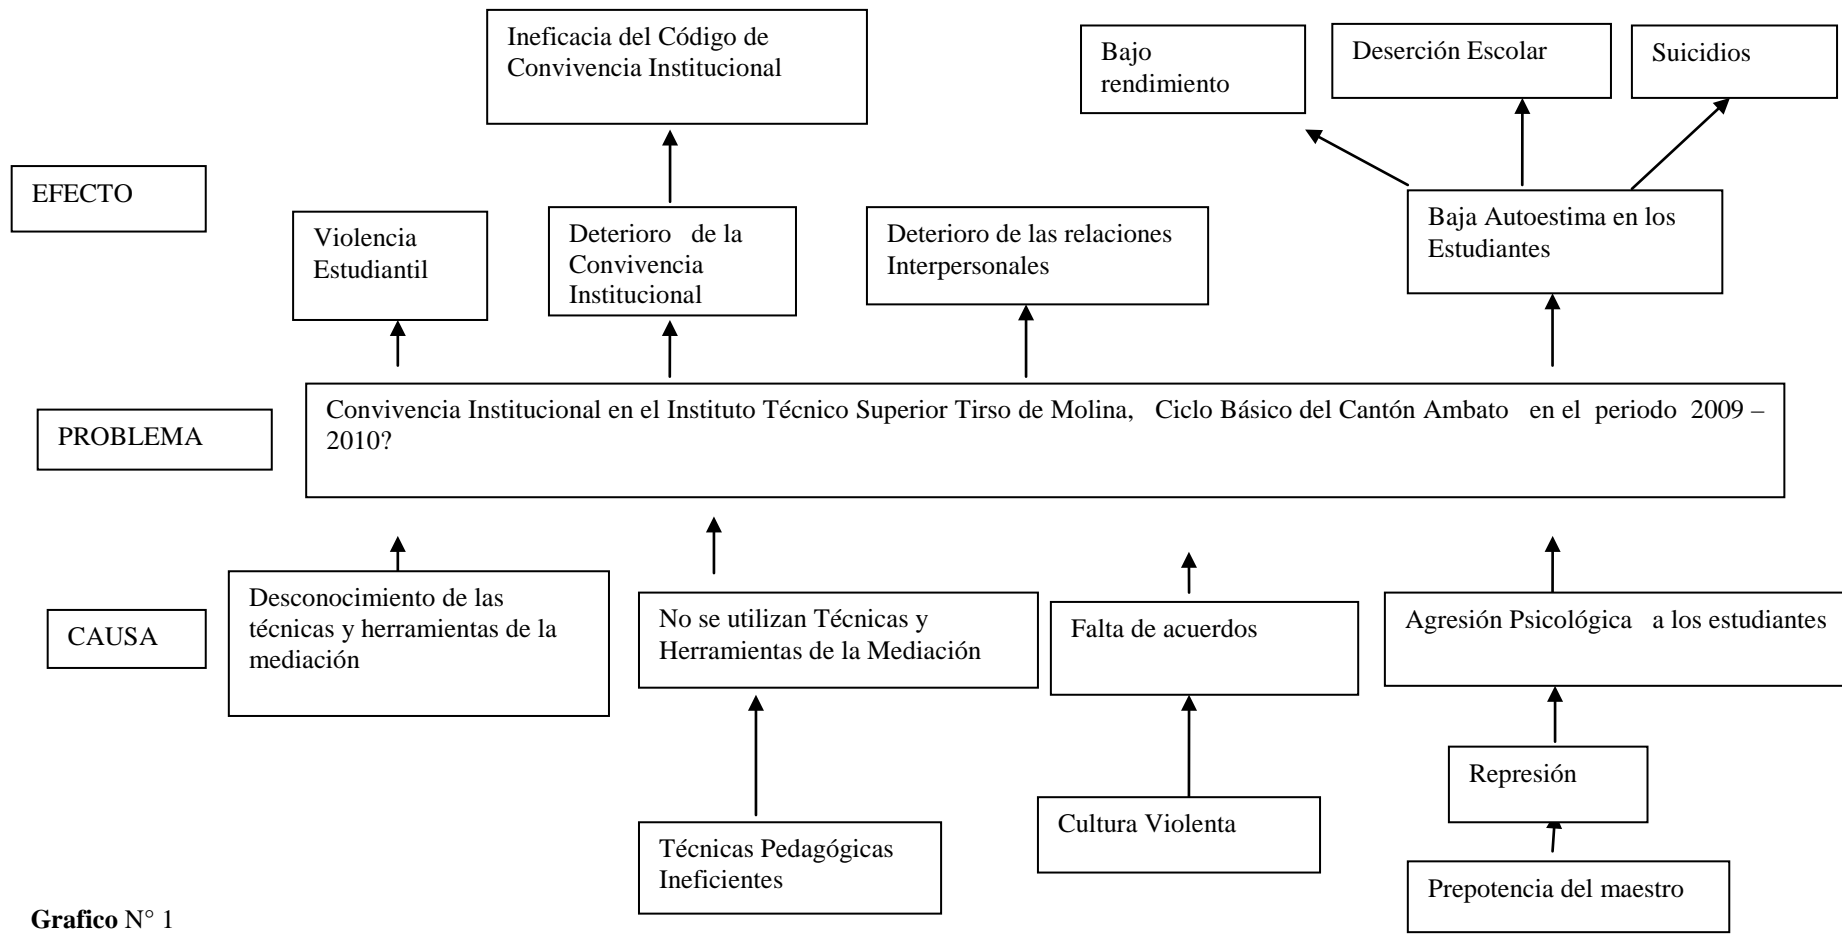 Ineficacia del Código de
Convivencia Institucional
Bajo
rendimiento
Deserción Escolar
Suicidios
EFECTO
Violencia
Estudiantil
Deterioro de la
Convivencia
Institucional
Deterioro de las relaciones
Interpersonales
Baja Autoestima en los
Estudiantes
PROBLEMA
Convivencia Institucional en el Instituto Técnico Superior Tirso de Molina, Ciclo Básico del Cantón Ambato en el periodo 2009 –
2010?
CAUSA
Desconocimiento de las
técnicas y herramientas de la
mediación
No se utilizan Técnicas y
Herramientas de la Mediación
Falta de acuerdos
Agresión Psicológica a los estudiantes
Represión
Técnicas Pedagógicas
Ineficientes
Cultura Violenta
Prepotencia del maestro
Grafico N° 1